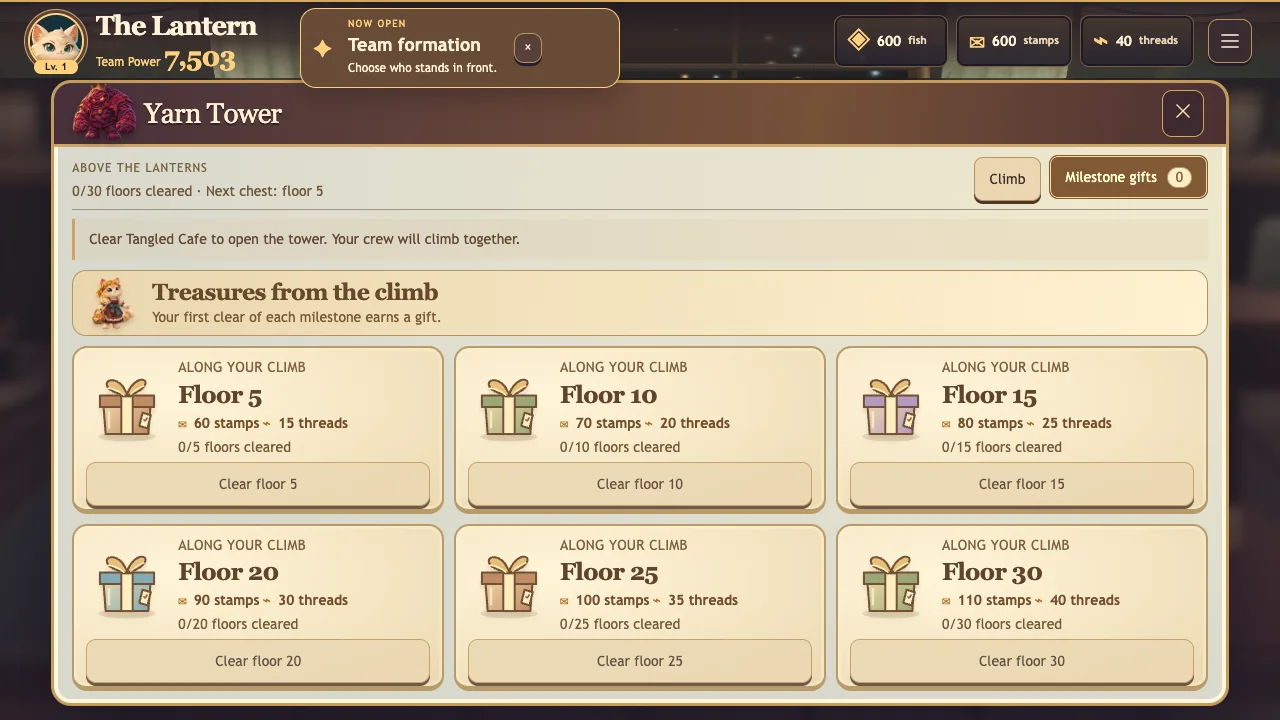 The Lantern
Team Power 7,503
Lv. 1
NOW OPEN
Team formation
Choose who stands in front.
×
600 fish
600 stamps
40 threads
Yarn Tower
ABOVE THE LANTERNS
0/30 floors cleared · Next chest: floor 5
Climb
Milestone gifts 0
Clear Tangled Cafe to open the tower. Your crew will climb together.
Treasures from the climb
Your first clear of each milestone earns a gift.
ALONG YOUR CLIMB
Floor 5
60 stamps 15 threads
0/5 floors cleared
Clear floor 5
ALONG YOUR CLIMB
Floor 10
70 stamps 20 threads
0/10 floors cleared
Clear floor 10
ALONG YOUR CLIMB
Floor 15
80 stamps 25 threads
0/15 floors cleared
Clear floor 15
ALONG YOUR CLIMB
Floor 20
90 stamps 30 threads
0/20 floors cleared
Clear floor 20
ALONG YOUR CLIMB
Floor 25
100 stamps 35 threads
0/25 floors cleared
Clear floor 25
ALONG YOUR CLIMB
Floor 30
110 stamps 40 threads
0/30 floors cleared
Clear floor 30